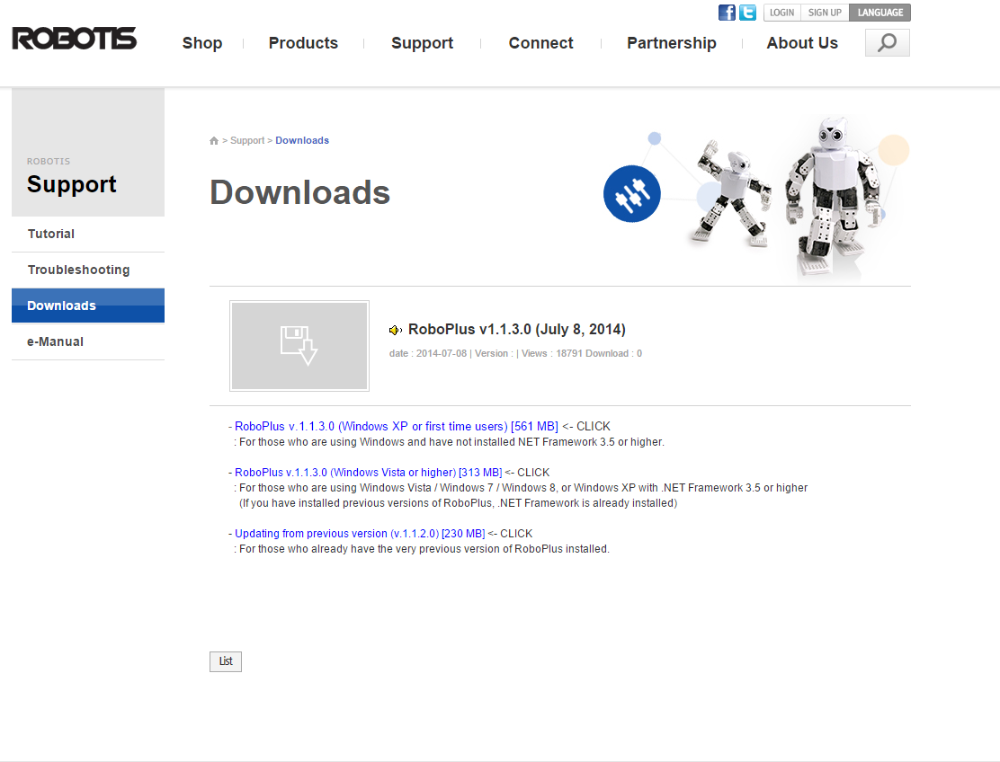 LOGIN SIGN UP LANGUAGE
ROBOTIS
Shop Products Support Connect Partnership About Us
ROBOTIS
Support
Tutorial
Troubleshooting
Downloads
e-Manual
> Support > Downloads
Downloads
RoboPlus v1.1.3.0 (July 8, 2014)
date : 2014-07-08 | Version : | Views : 18791 Download : 0
- RoboPlus v.1.1.3.0 (Windows XP or first time users) [561 MB] <- CLICK
: For those who are using Windows and have not installed NET Framework 3.5 or higher.
- RoboPlus v.1.1.3.0 (Windows Vista or higher) [313 MB] <- CLICK
: For those who are using Windows Vista / Windows 7 / Windows 8, or Windows XP with .NET Framework 3.5 or higher
(If you have installed previous versions of RoboPlus, .NET Framework is already installed)
- Updating from previous version (v.1.1.2.0) [230 MB] <- CLICK
: For those who already have the very previous version of RoboPlus installed.
List